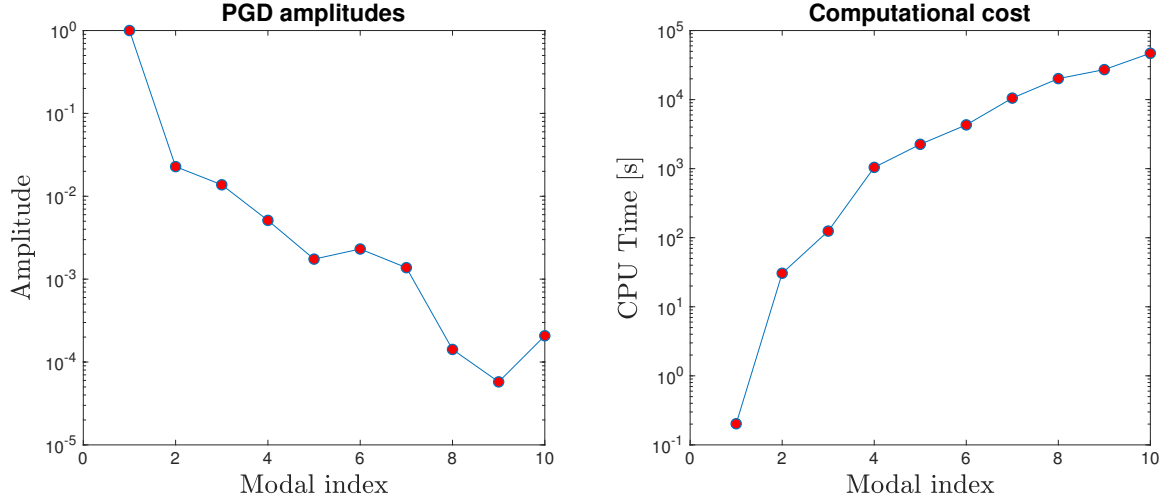 PGD amplitudes
10^0
10^-1
10^-2
10^-3
10^-4
10^-5
Amplitude
0 2 4 6 8 10
Modal index
Computational cost
10^5
10^4
10^3
10^2
10^1
10^0
10^-1
CPU Time [s]
0 2 4 6 8 10
Modal index